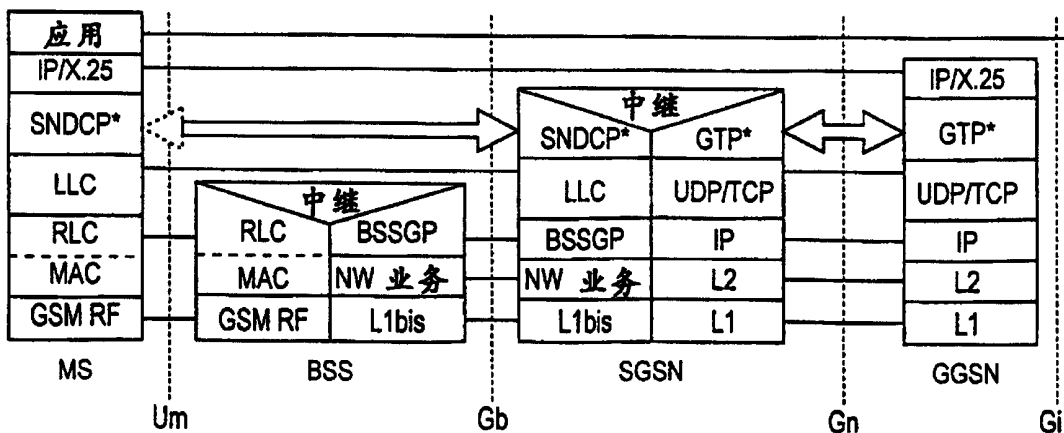 应用
IP/X.25
SNDCP*
LLC
RLC
MAC
GSM RF
MS
中继
RLC
BSSGP
MAC
NW 业务
GSM RF
L1bis
BSS
中继
SNDCP*
GTP*
LLC
UDP/TCP
BSSGP
IP
NW 业务
L2
L1bis
L1
SGSN
IP/X.25
GTP*
UDP/TCP
IP
L2
L1
GGSN
Um
Gb
Gn
Gi